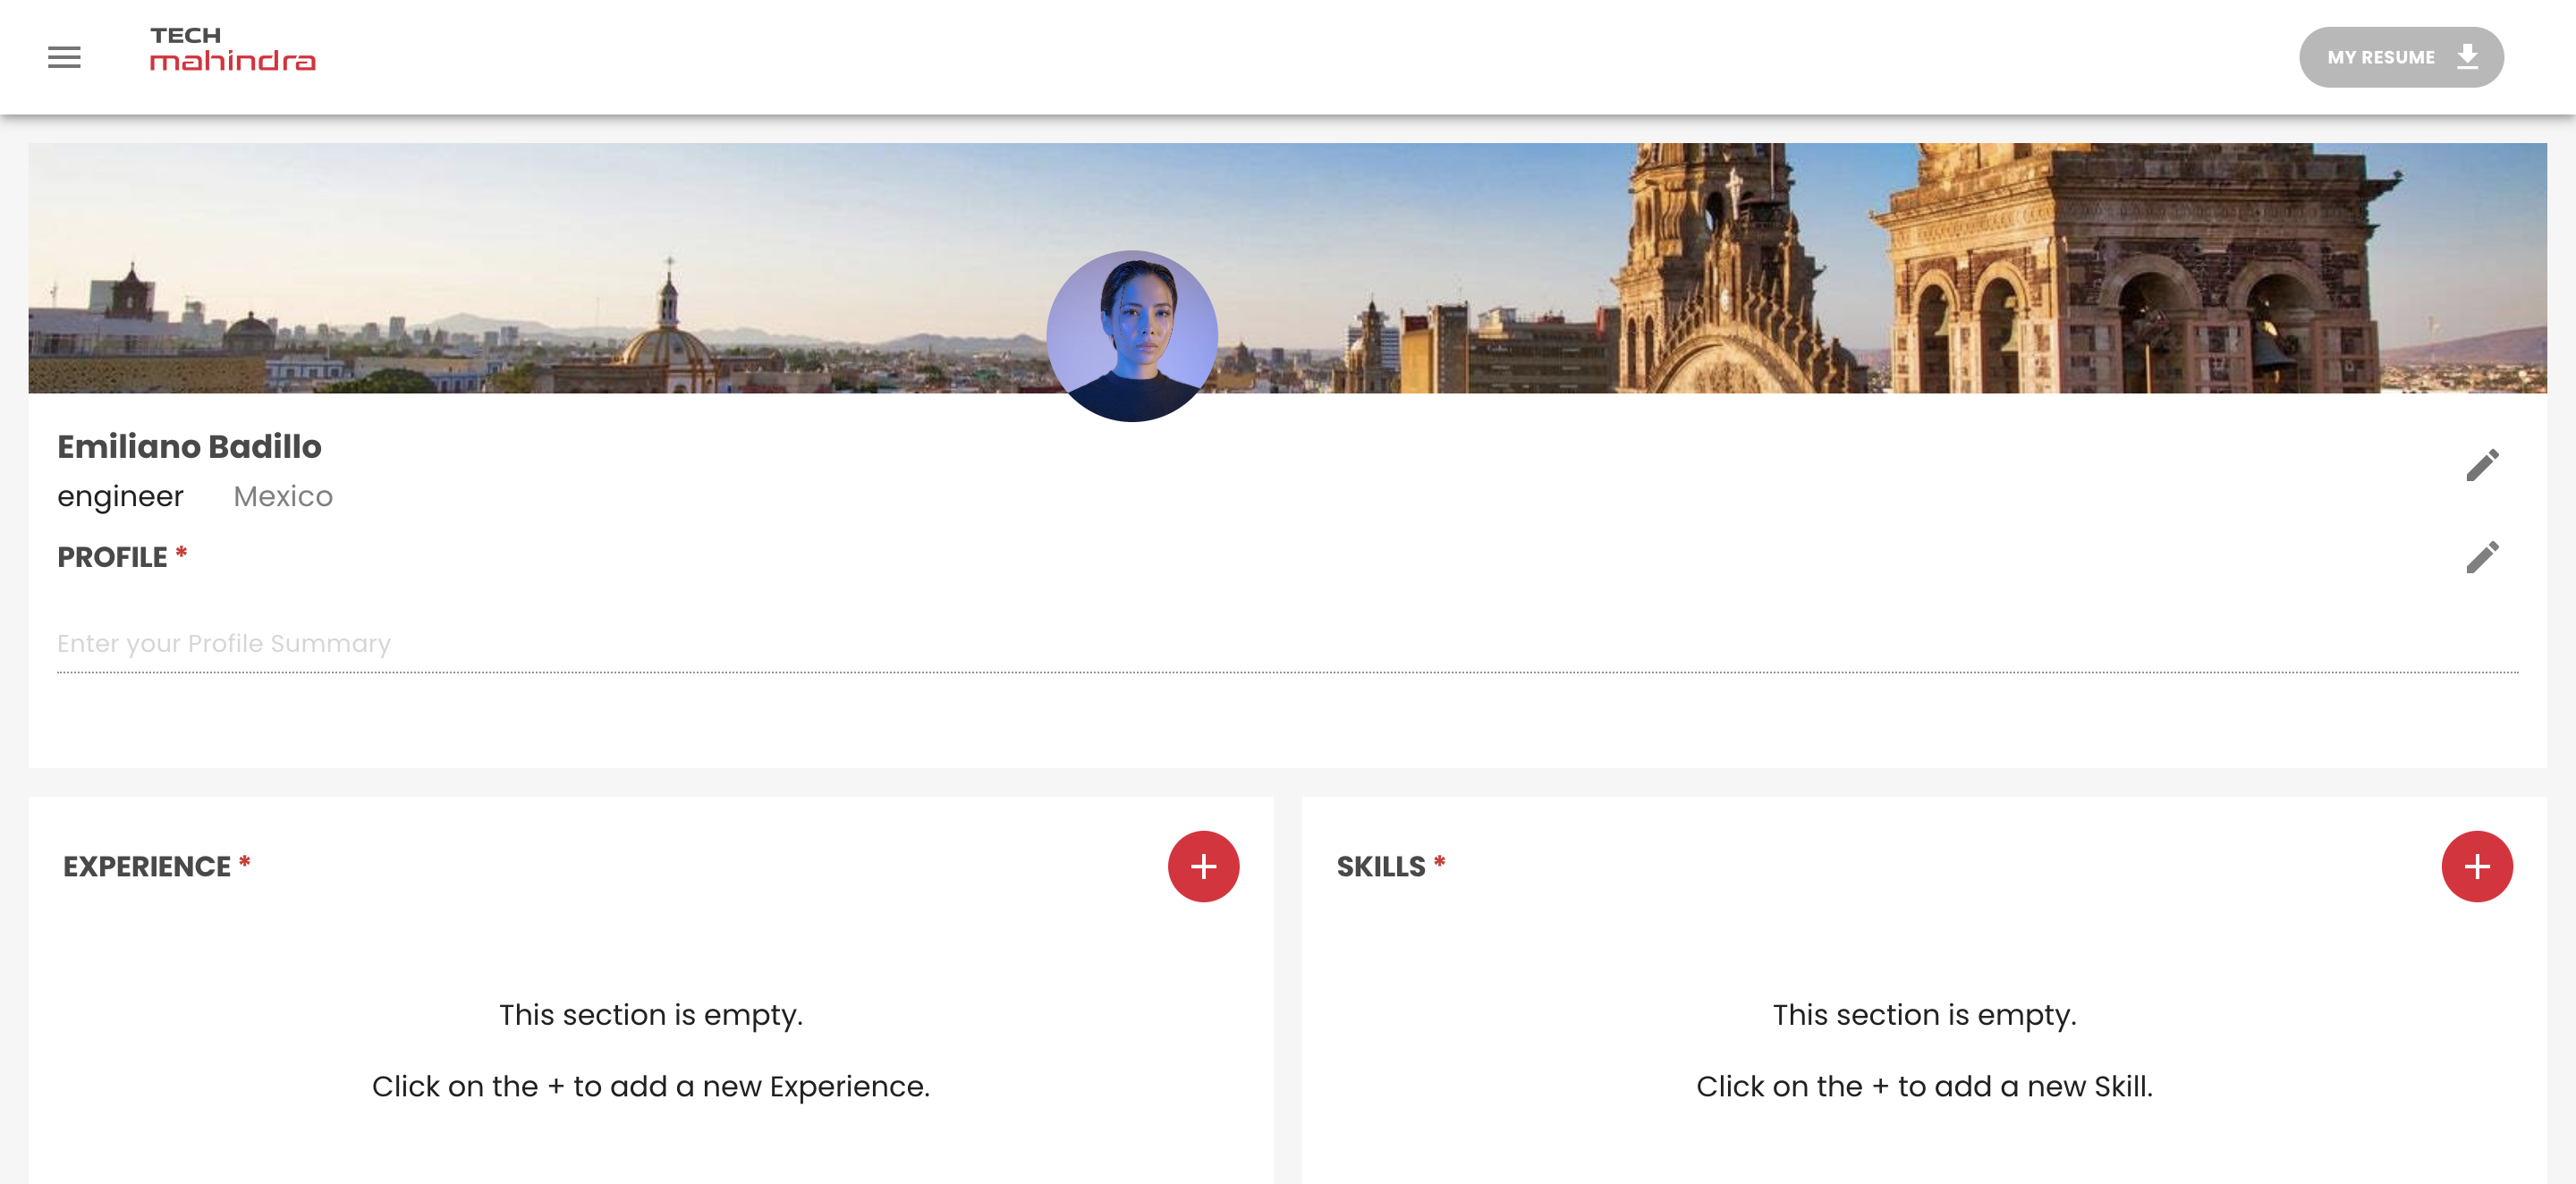 TECH
mahindra
MY RESUME
Emiliano Badillo
engineer Mexico
PROFILE *
Enter your Profile Summary
EXPERIENCE *
This section is empty.
Click on the + to add a new Experience.
SKILLS *
This section is empty.
Click on the + to add a new Skill.